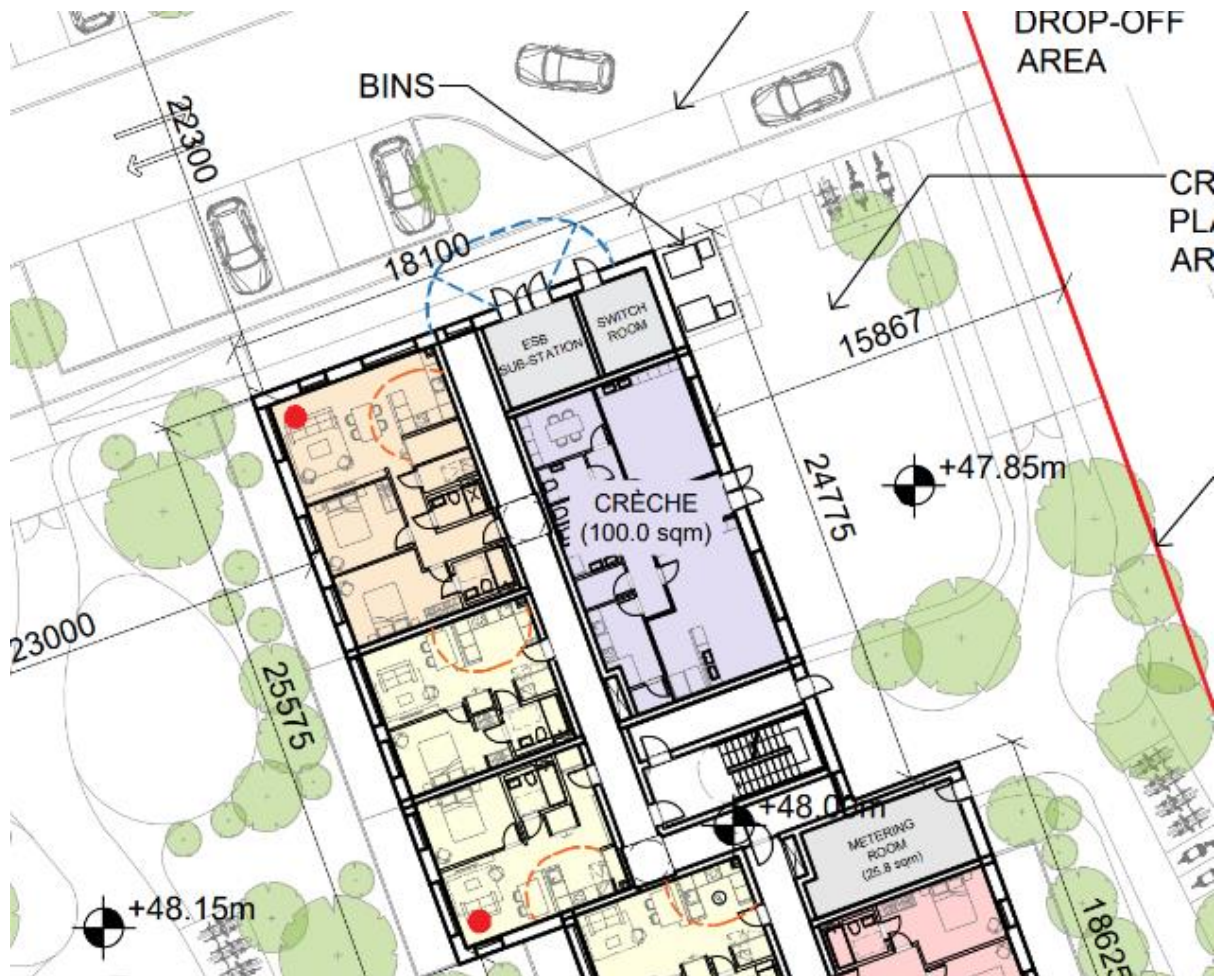 DROP-OFF
AREA
BINS
22300
CR
PLA
AR
18100
SWITCH
ROOM
ESB
SUB-STATION
15867
+47.85m
24775
CRÈCHE
(100.0 sqm)
23000
25575
+48.00m
METERING
ROOM
(25.8 sqm)
+48.15m
18625